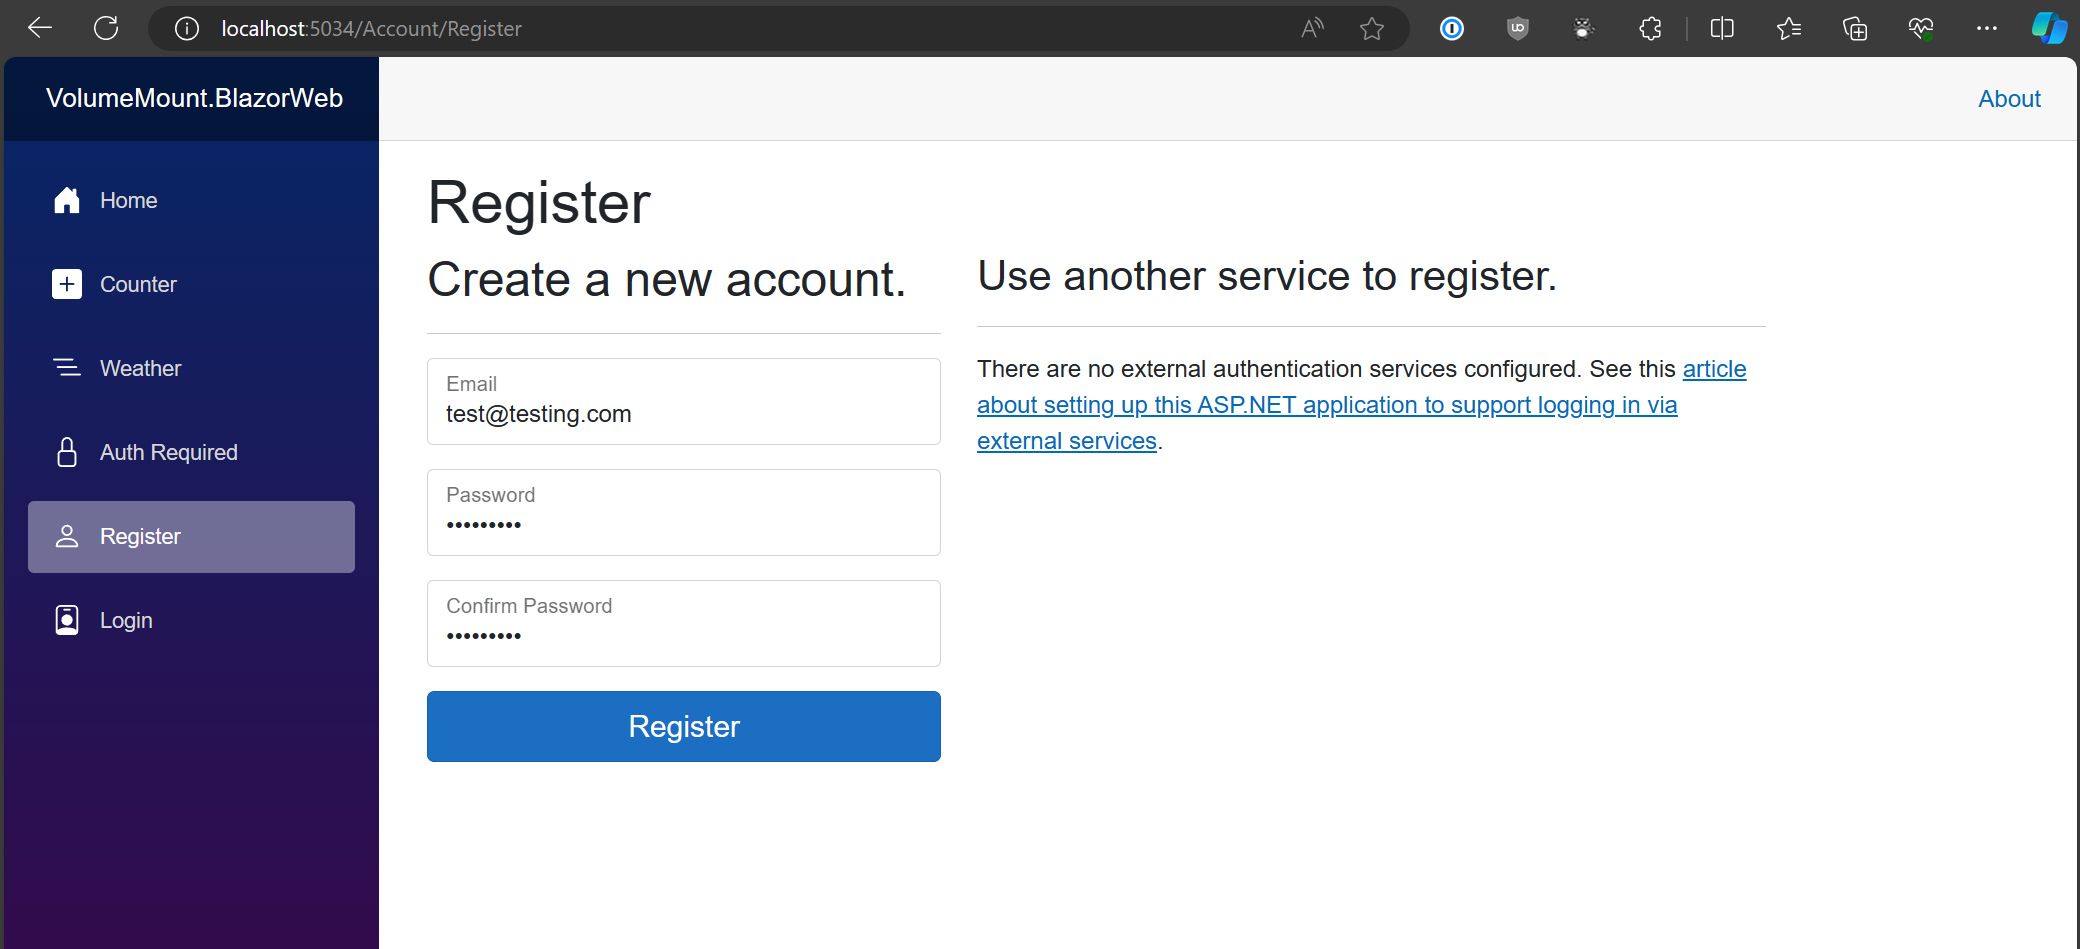 localhost:5034/Account/Register
VolumeMount.BlazorWeb
About
Home
Counter
Weather
Auth Required
Register
Login
Register
Create a new account.
Email
test@testing.com
Password
•••••••••
Confirm Password
•••••••••
Register
Use another service to register.
There are no external authentication services configured. See this article
about setting up this ASP.NET application to support logging in via
external services.